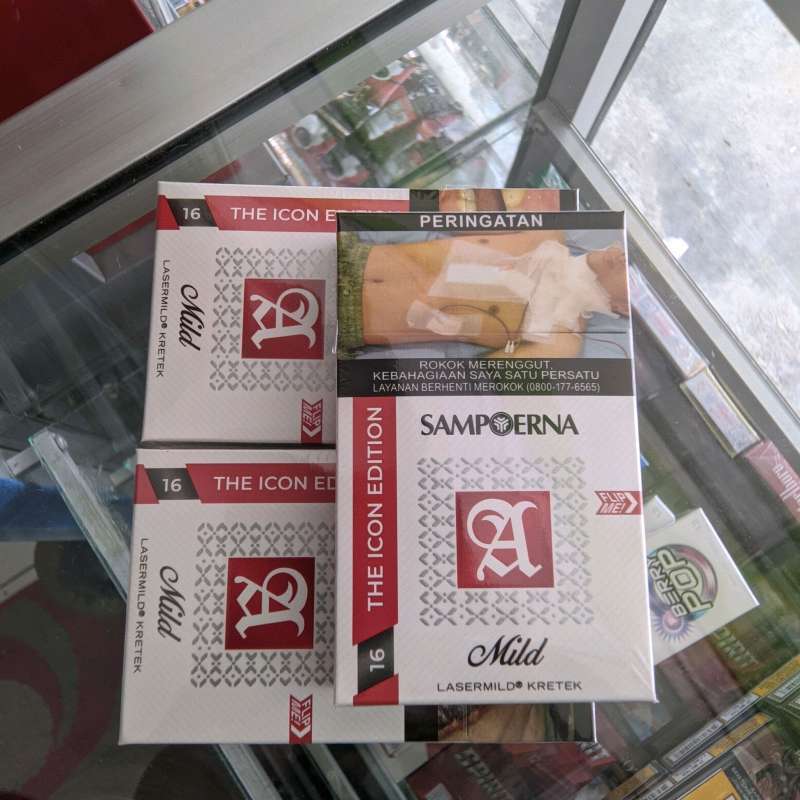 16 THE ICON EDITION
LASERMILD® KRETEK
Mild
A
FLIP ME!
16 THE ICON
LASERMILD® KRETEK
Mild
A
FLIP ME!
PERINGATAN
ROKOK MERENGGUT,
KEBAHAGIAAN SAYA SATU PERSATU
LAYANAN BERHENTI MEROKOK (0800-177-6565)
SAMPOERNA
16 THE ICON EDITION
A
FLIP ME!
Mild
LASERMILD® KRETEK
BERRY
POP